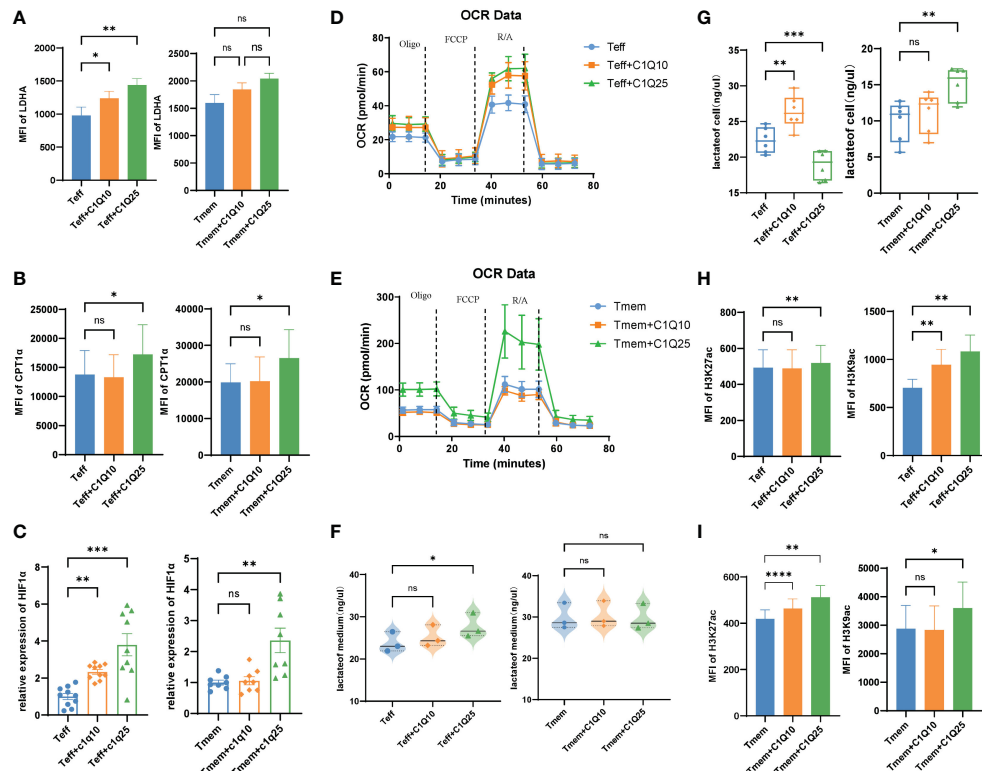 A
MFI of LDHA
2000
1500
1000
500
0
*
**
Teff
Teff+C1Q10
Teff+C1Q25
MFI of LDHA
2500
2000
1500
1000
500
0
ns
ns
ns
Tmem
Tmem+C1Q10
Tmem+C1Q25
B
MFI of CPT1α
25000
20000
15000
10000
5000
0
*
ns
Teff
Teff+C1Q10
Teff+C1Q25
MFI of CPT1α
40000
30000
20000
10000
0
*
ns
Tmem
Tmem+C1Q10
Tmem+C1Q25
C
relative expression of HIF1α
8
6
4
2
0
***
**
Teff
Teff+c1q10
Teff+c1q25
relative expression of HIF1α
5
4
3
2
1
0
**
ns
Tmem
Tmem+c1q10
Tmem+c1q25
D
OCR Data
Oligo
FCCP
R/A
OCR (pmol/min)
80
60
40
20
0
0
20
40
60
80
Time (minutes)
Teff
Teff+C1Q10
Teff+C1Q25
E
OCR Data
Oligo
FCCP
R/A
OCR (pmol/min)
300
200
100
0
0
20
40
60
80
Time (minutes)
Tmem
Tmem+C1Q10
Tmem+C1Q25
F
lactateof medium(ng/ul)
40
30
20
10
*
ns
Teff
Teff+C1Q10
Teff+C1Q25
lactateof medium(ng/ul)
40
30
20
10
ns
ns
Tmem
Tmem+C1Q10
Tmem+C1Q25
G
lactateof cell(ng/ul)
30
25
20
15
***
**
Teff
Teff+C1Q10
Teff+C1Q25
lactateof cell(ng/ul)
20
15
10
5
0
**
ns
Tmem
Tmem+C1Q10
Tmem+C1Q25
H
MFI of H3K27ac
800
600
400
200
0
**
ns
Teff
Teff+C1Q10
Teff+C1Q25
MFI of H3K9ac
1500
1000
500
0
**
**
Teff
Teff+C1Q10
Teff+C1Q25
I
MFI of H3K27ac
600
400
200
0
**
****
Tmem
Tmem+C1Q10
Tmem+C1Q25
MFI of H3K9ac
5000
4000
3000
2000
1000
0
*
ns
Tmem
Tmem+C1Q10
Tmem+C1Q25